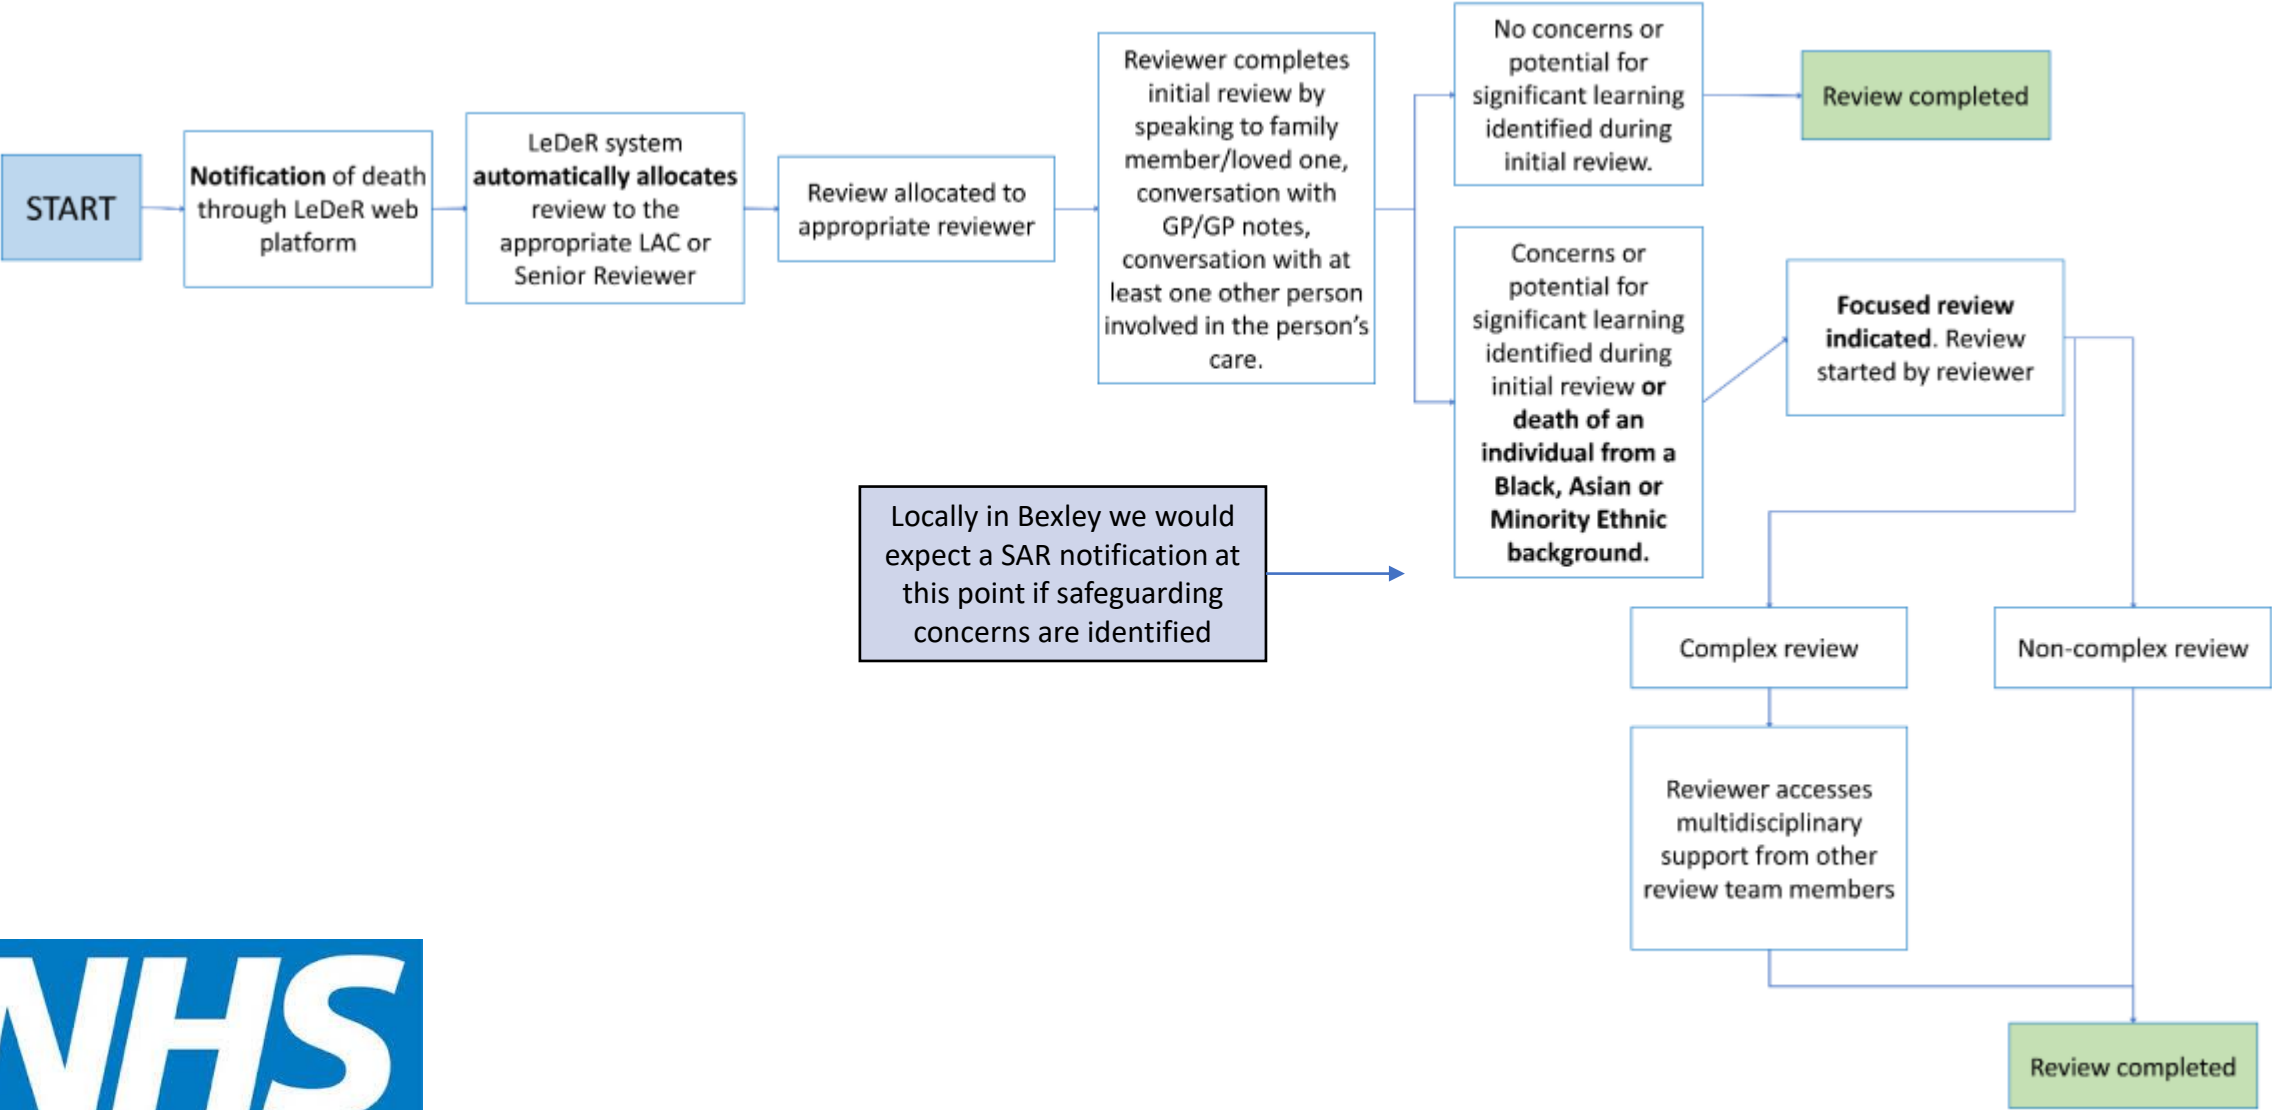 START
Notification of death
through LeDeR web
platform
LeDeR system
automatically allocates
review to the
appropriate LAC or
Senior Reviewer
Review allocated to
appropriate reviewer
Reviewer completes
initial review by
speaking to family
member/loved one,
conversation with
GP/GP notes,
conversation with at
least one other person
involved in the person’s
care.
No concerns or
potential for
significant learning
identified during
initial review.
Review completed
Concerns or
potential for
significant learning
identified during
initial review or
death of an
individual from a
Black, Asian or
Minority Ethnic
background.
Focused review
indicated. Review
started by reviewer
Locally in Bexley we would
expect a SAR notification at
this point if safeguarding
concerns are identified
Complex review
Non-complex review
Reviewer accesses
multidisciplinary
support from other
review team members
Review completed
NHS